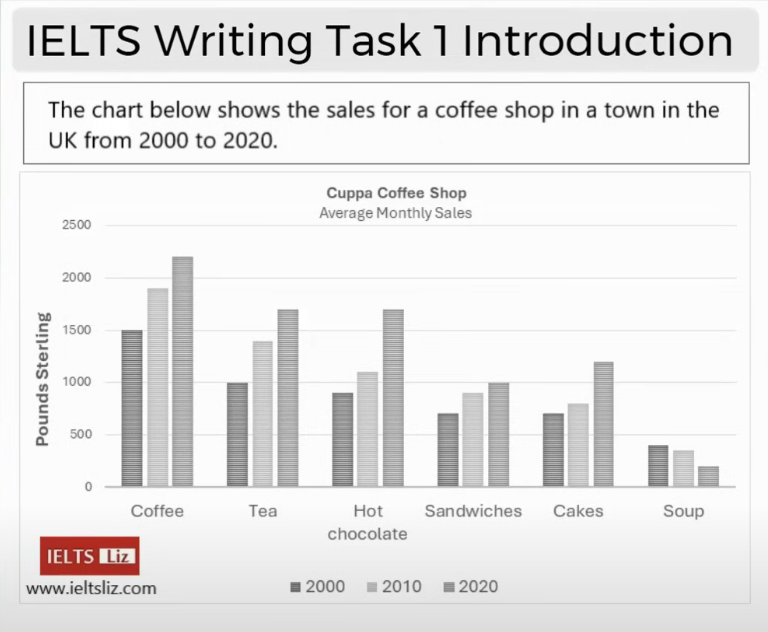 IELTS Writing Task 1 Introduction
The chart below shows the sales for a coffee shop in a town in the
UK from 2000 to 2020.
Cuppa Coffee Shop
Average Monthly Sales
2500
2000
1500
1000
500
0
Pounds Sterling
Coffee Tea Hot Sandwiches Cakes Soup
chocolate
IELTS Liz
www.ieltsliz.com
2000 2010 2020